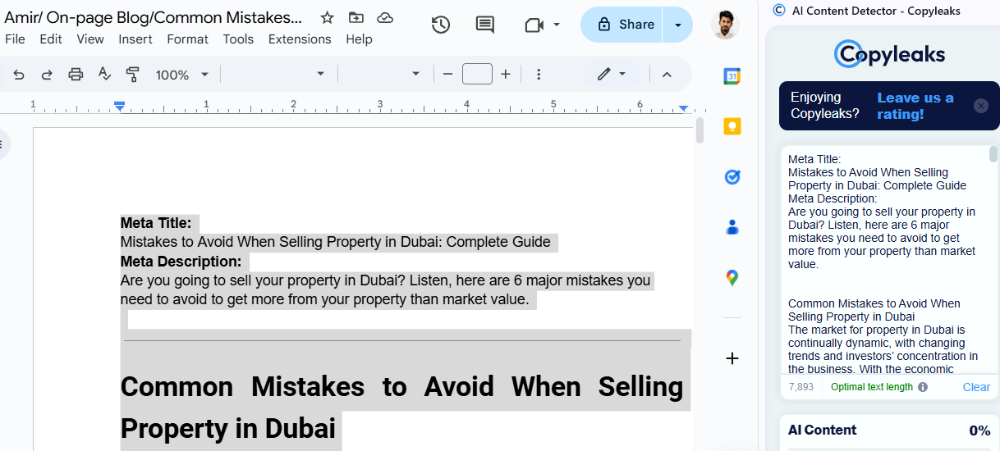 Amir/ On-page Blog/Common Mistakes...
File Edit View Insert Format Tools Extensions Help
Share
100%
1 1 2 3 4 5 6
31
Meta Title:
Mistakes to Avoid When Selling Property in Dubai: Complete Guide
Meta Description:
Are you going to sell your property in Dubai? Listen, here are 6 major mistakes you
need to avoid to get more from your property than market value.
Common Mistakes to Avoid When Selling
Property in Dubai
AI Content Detector - Copyleaks
Copyleaks
Enjoying
Copyleaks?
Leave us a
rating!
Meta Title:
Mistakes to Avoid When Selling
Property in Dubai: Complete Guide
Meta Description:
Are you going to sell your property in
Dubai? Listen, here are 6 major
mistakes you need to avoid to get
more from your property than market
value.
Common Mistakes to Avoid When
Selling Property in Dubai
The market for property in Dubai is
continually dynamic, with changing
trends and investors' concentration in
the business. With the economic
7,893 Optimal text length Clear
AI Content 0%